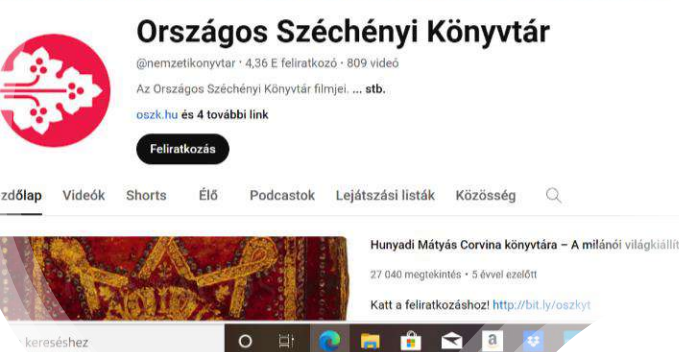 Országos Széchényi Könyvtár
@nemzetikonyvtar · 4,36 E feliratkozó · 809 videó
Az Országos Széchényi Könyvtár filmjei. ... stb.
oszk.hu és 4 további link
Feliratkozás
zdőlap Videók Shorts Élő Podcastok Lejátszási listák Közösség
Hunyadi Mátyás Corvina könyvtára – A milánói világkiállít
27 040 megtekintés • 5 évvel ezelőtt
Katt a feliratkozáshoz! http://bit.ly/oszkyt
kereséshez
a